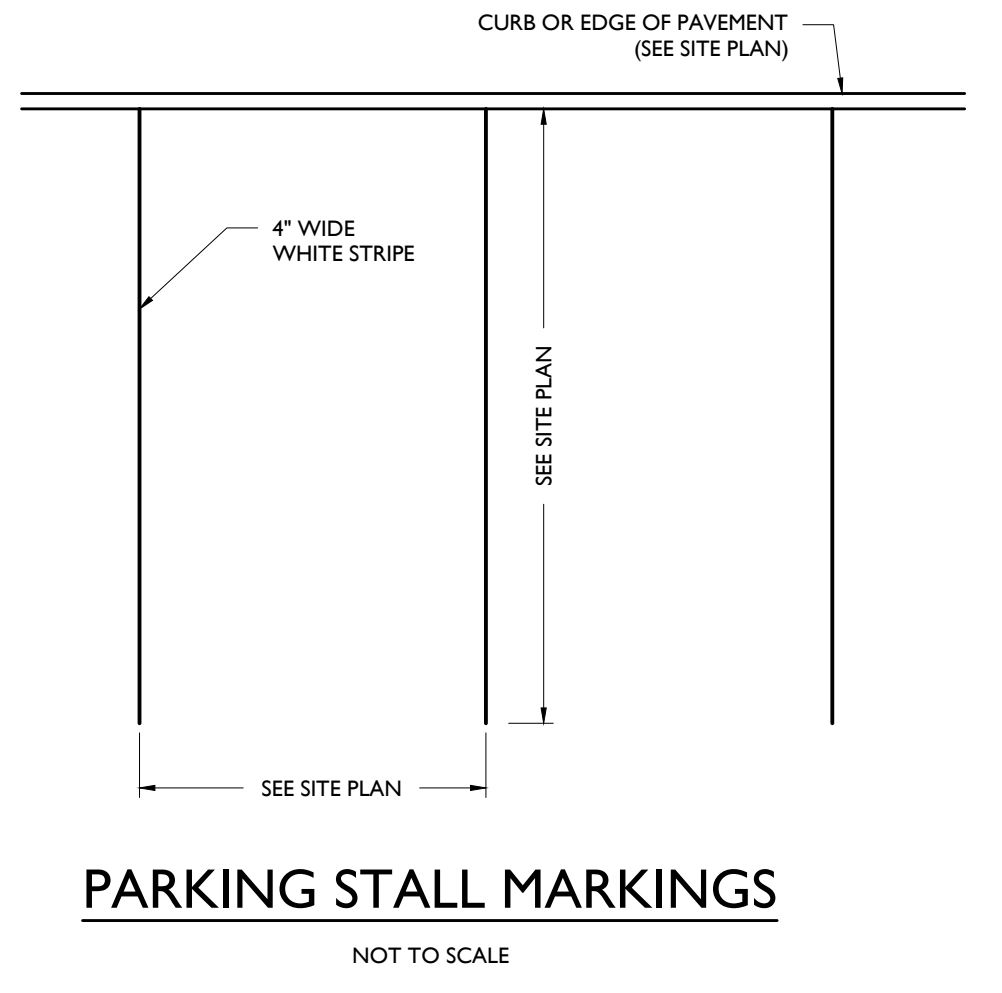 CURB OR EDGE OF PAVEMENT
(SEE SITE PLAN)
4" WIDE
WHITE STRIPE
SEE SITE PLAN
SEE SITE PLAN
PARKING STALL MARKINGS
NOT TO SCALE